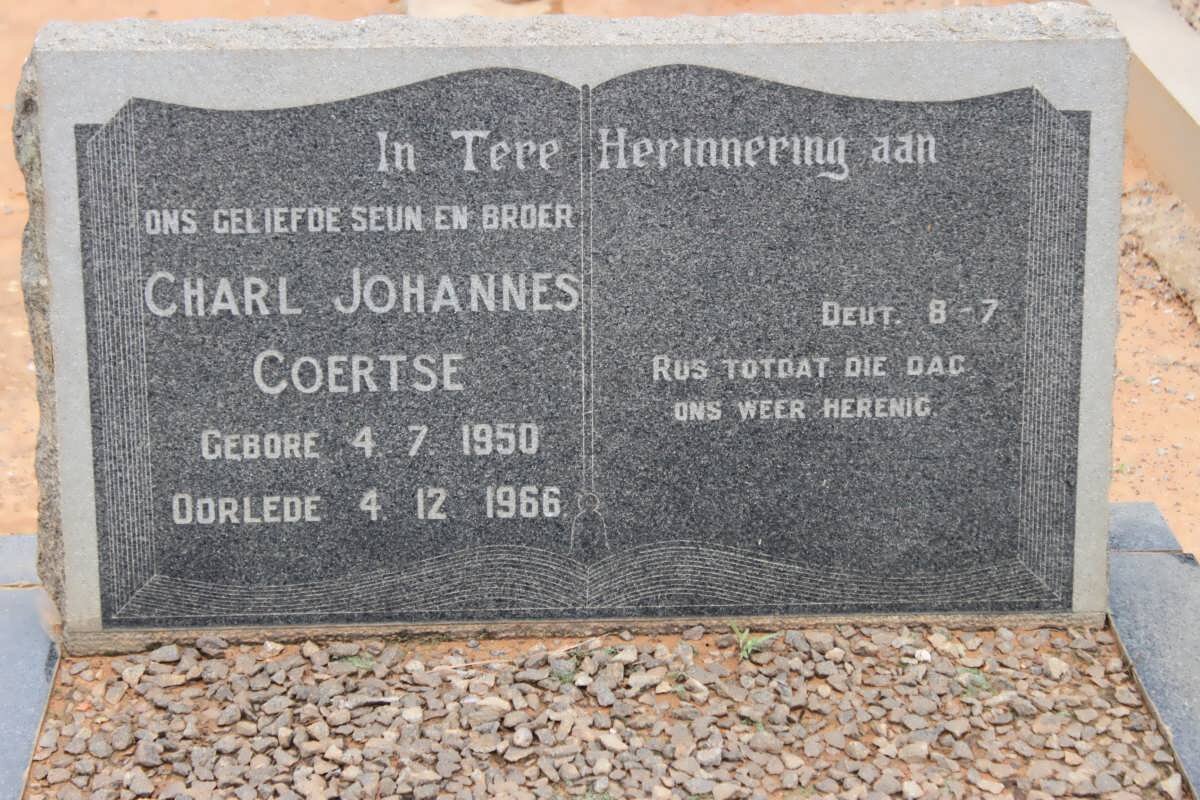 In Tere Herinnering aan
ONS GELIEFDE SEUN EN BROER
CHARL JOHANNES
COERTSE
GEBORE 4. 7. 1950
OORLEDE 4. 12 1966
DEUT. 8-7
RUS TOTDAT DIE DAG
ONS WEER HERENIG